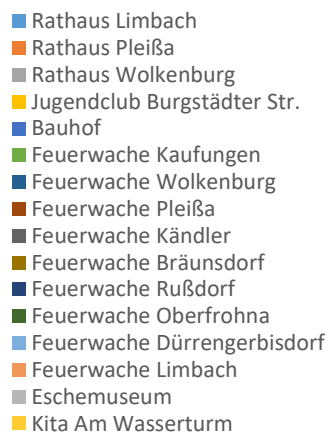 Rathaus Limbach
Rathaus Pleißa
Rathaus Wolkenburg
Jugendclub Burgstädter Str.
Bauhof
Feuerwache Kaufungen
Feuerwache Wolkenburg
Feuerwache Pleißa
Feuerwache Kändler
Feuerwache Bräunsdorf
Feuerwache Rußdorf
Feuerwache Oberfrohna
Feuerwache Dürrengerbisdorf
Feuerwache Limbach
Eschemuseum
Kita Am Wasserturm